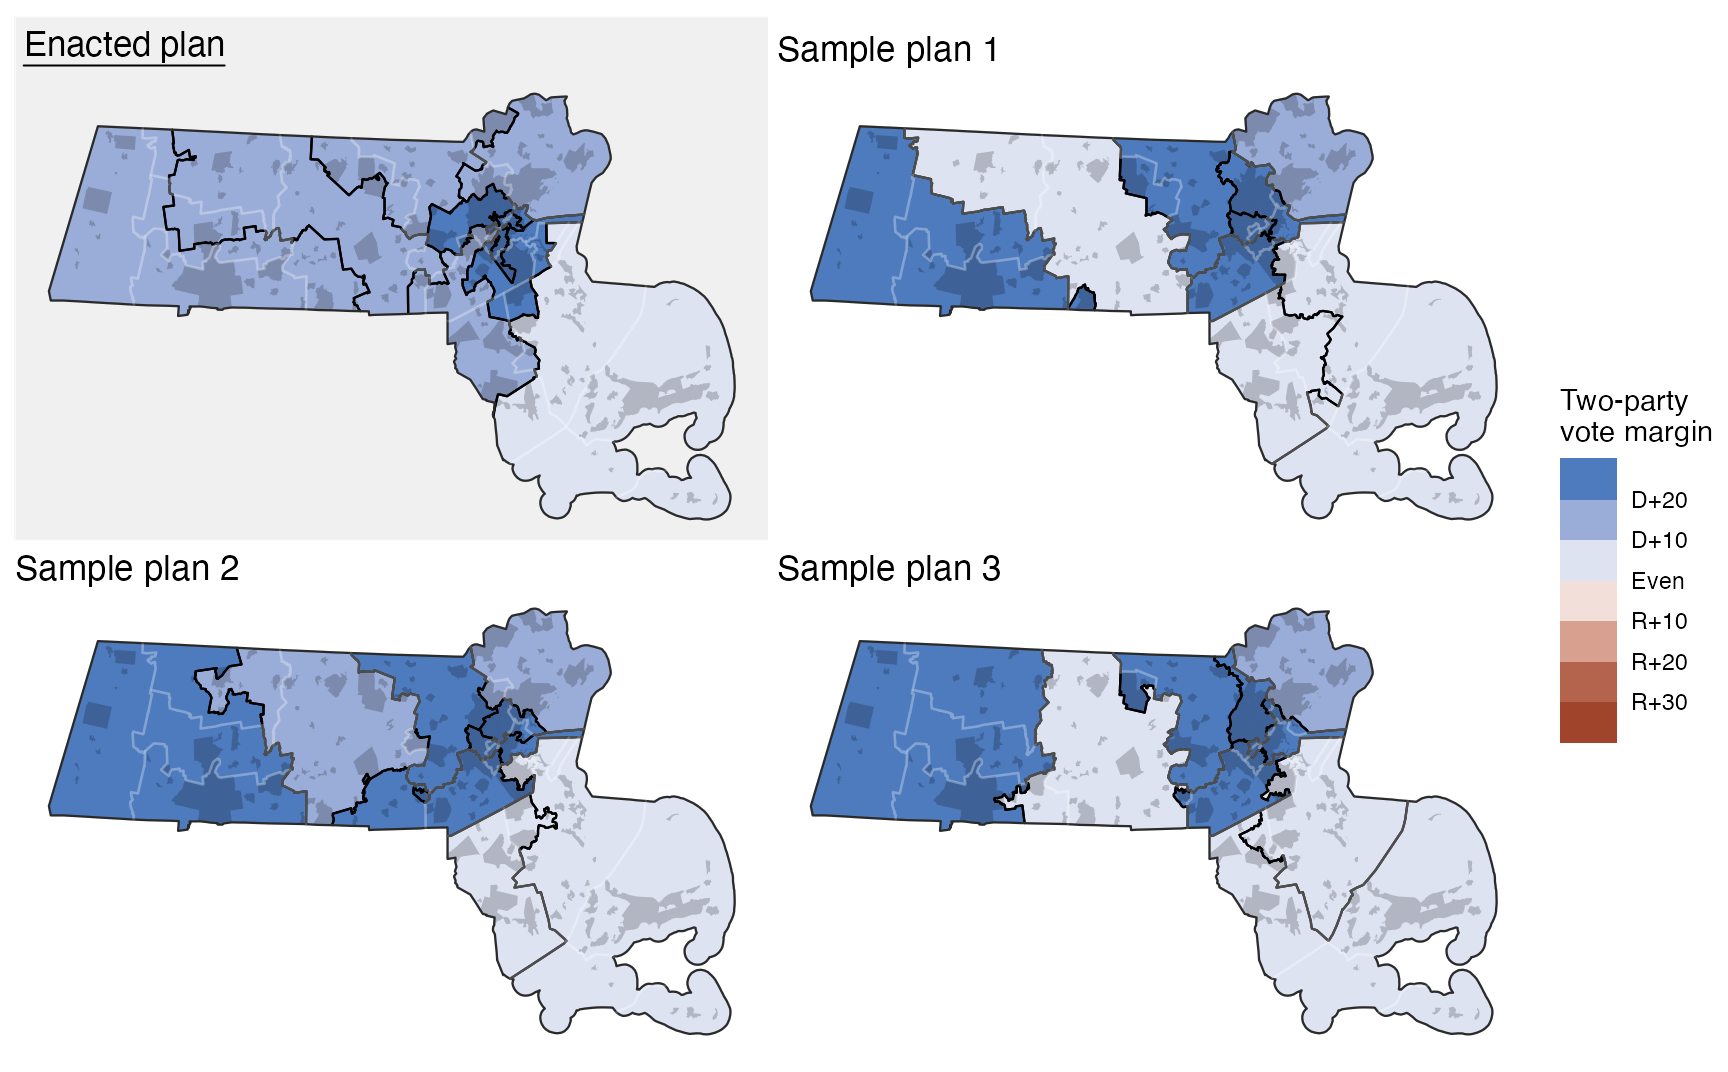 Enacted plan
Sample plan 1
Sample plan 2
Sample plan 3
Two-party
vote margin
D+20
D+10
Even
R+10
R+20
R+30